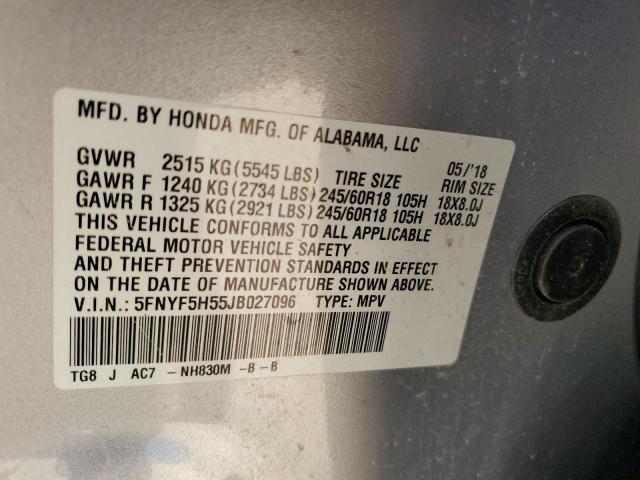 MFD. BY HONDA MFG. OF ALABAMA, LLC
GVWR 2515 KG (5545 LBS) TIRE SIZE 05/'18
RIM SIZE
GAWR F 1240 KG (2734 LBS) 245/60R18 105H 18X8.0J
GAWR R 1325 KG (2921 LBS) 245/60R18 105H 18X8.0J
THIS VEHICLE CONFORMS TO ALL APPLICABLE
FEDERAL MOTOR VEHICLE SAFETY
AND THEFT PREVENTION STANDARDS IN EFFECT
ON THE DATE OF MANUFACTURE SHOWN ABOVE.
V.I.N.: 5FNYF5H55JB027096 TYPE: MPV
TG8 J AC7 - NH830M -B -B